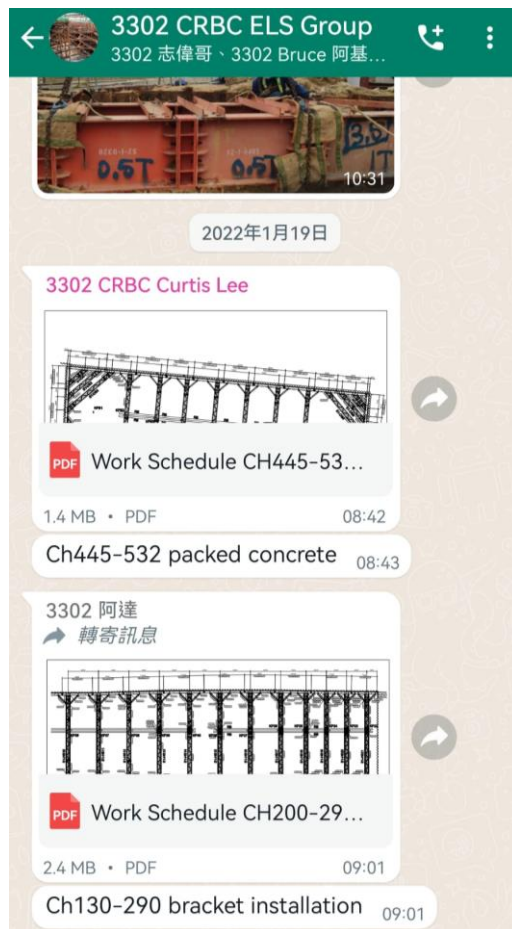 3302 CRBC ELS Group
3302 志偉哥、3302 Bruce 阿基...
0.5T
0.5T
10:31
2022年1月19日
3302 CRBC Curtis Lee
PDF
Work Schedule CH445-53...
1.4 MB • PDF
08:42
Ch445-532 packed concrete
08:43
3302 阿達
轉寄訊息
PDF
Work Schedule CH200-29...
2.4 MB • PDF
09:01
Ch130-290 bracket installation
09:01